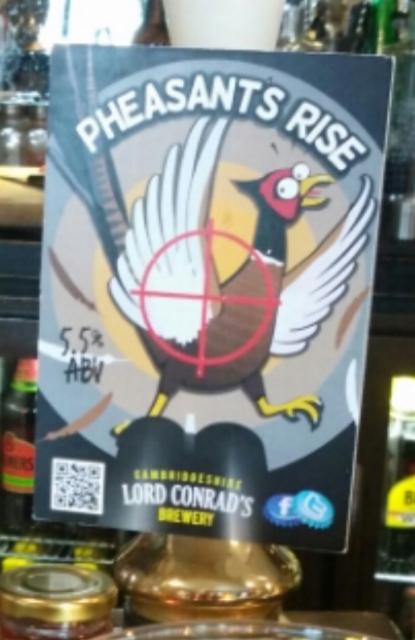 PHEASANTS RISE
5.5%
ABV
CAMBRIDGESHIRE
LORD CONRAD'S
BREWERY
f